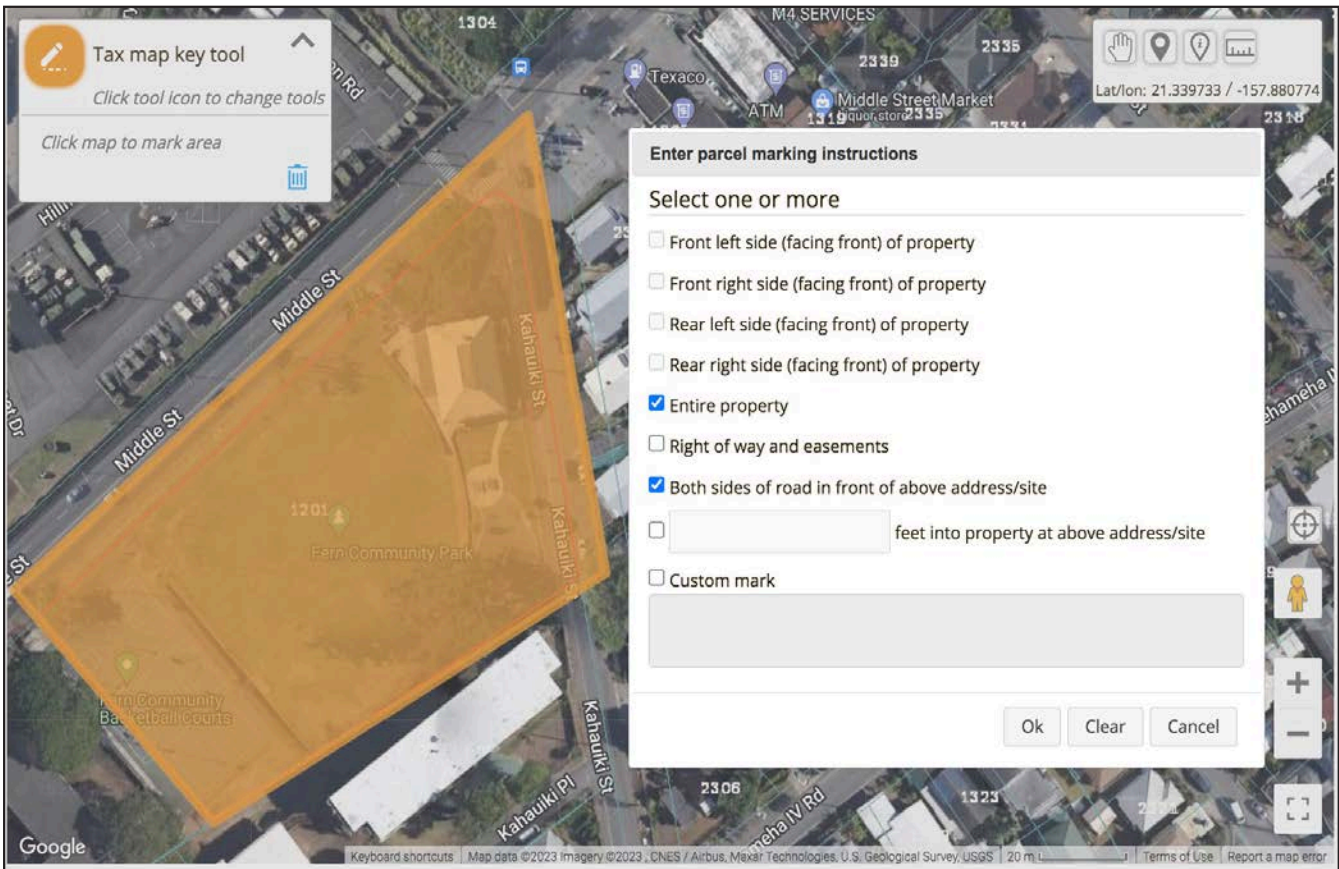 Tax map key tool
Click tool icon to change tools
Click map to mark area
1304
M4 SERVICES
2339
2335
Texaco
ATM
Middle Street Market
liquor store
1319
2335
2331
2318
Lat/lon: 21.339733 / -157.880774
Middle St
Middle St
Kahauiki St
Kahauiki St
1201
Fern Community Park
Fern Community
Basketball Courts
Kahauiki St
Kahauiki Pl
2306
1323
Enter parcel marking instructions
Select one or more
Front left side (facing front) of property
Front right side (facing front) of property
Rear left side (facing front) of property
Rear right side (facing front) of property
Entire property
Right of way and easements
Both sides of road in front of above address/site
feet into property at above address/site
Custom mark
Ok
Clear
Cancel
Google
Keyboard shortcuts
Map data ©2023 Imagery ©2023 , CNES / Airbus, Maxar Technologies, U.S. Geological Survey, USGS
20 m
Terms of Use
Report a map error